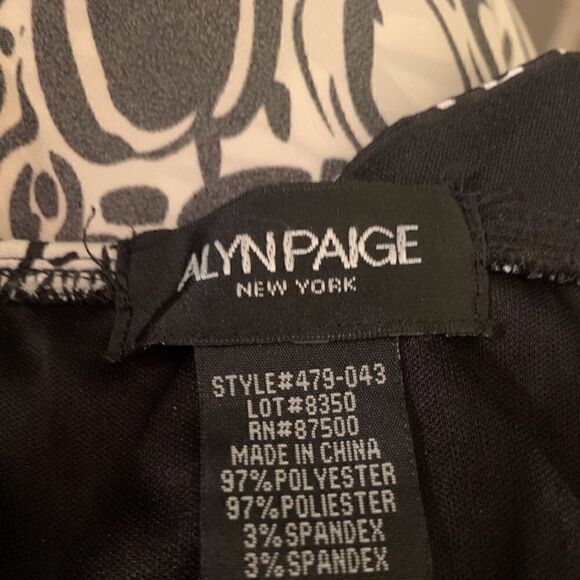 ALYN PAIGE
NEW YORK
STYLE#479-043
LOT#8350
RN#87500
MADE IN CHINA
97%POLYESTER
97%POLIESTER
3%SPANDEX
3%SPANDEX